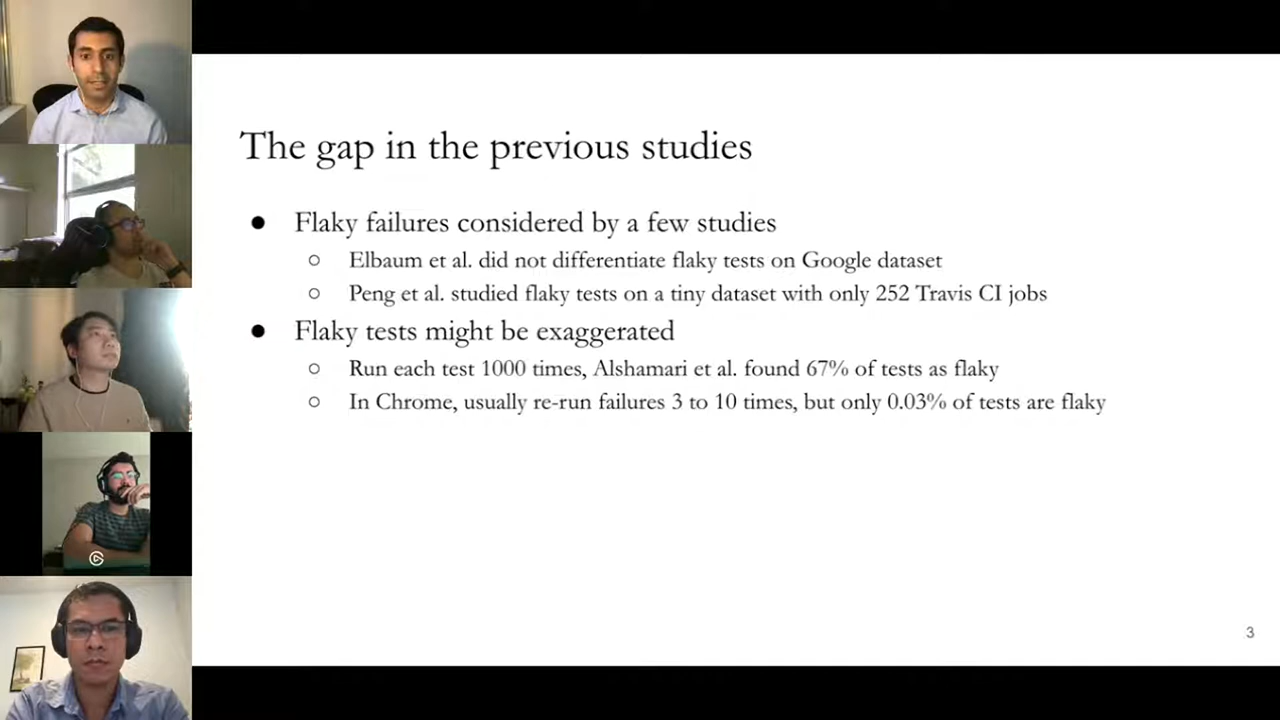 The gap in the previous studies
● Flaky failures considered by a few studies
○ Elbaum et al. did not differentiate flaky tests on Google dataset
○ Peng et al. studied flaky tests on a tiny dataset with only 252 Travis CI jobs
● Flaky tests might be exaggerated
○ Run each test 1000 times, Alshamari et al. found 67% of tests as flaky
○ In Chrome, usually re-run failures 3 to 10 times, but only 0.03% of tests are flaky
3